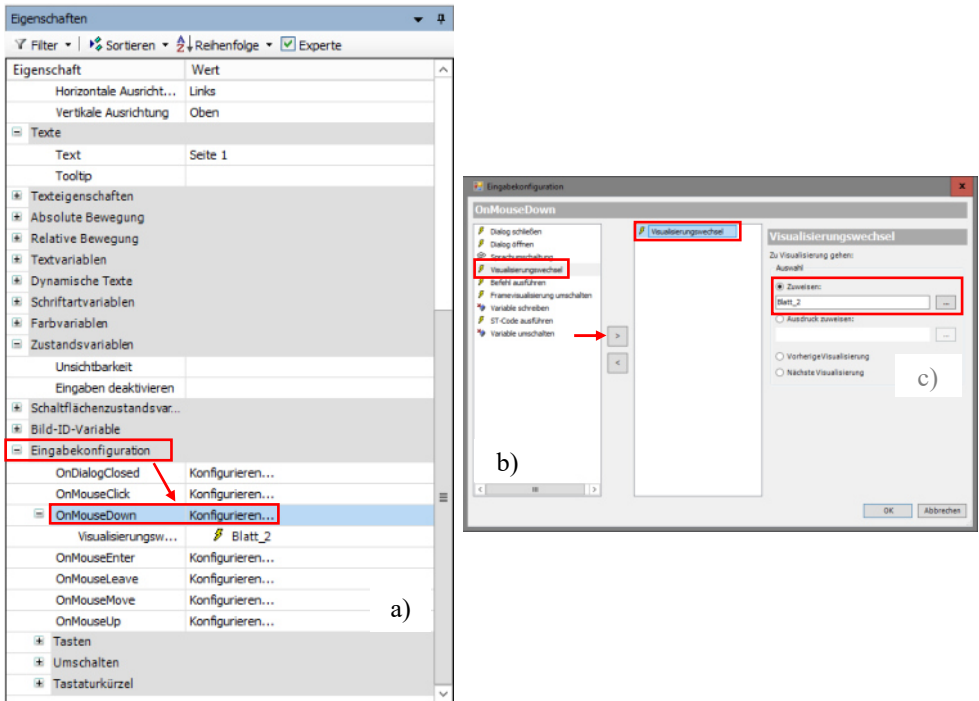 Eigenschaften
Filter Sortieren Reihenfolge Experte
Eigenschaft Wert
Horizontale Ausricht... Links
Vertikale Ausrichtung Oben
Texte
Text Seite 1
Tooltip
Texteigenschaften
Absolute Bewegung
Relative Bewegung
Textvariablen
Dynamische Texte
Schriftartvariablen
Farbvariablen
Zustandsvariablen
Unsichtbarkeit
Eingaben deaktivieren
Schaltflächenzustandsvar...
Bild-ID-Variable
Eingabekonfiguration
OnDialogClosed Konfigurieren...
OnMouseClick Konfigurieren...
OnMouseDown Konfigurieren...
Visualisierungsw... Blatt_2
OnMouseEnter Konfigurieren...
OnMouseLeave Konfigurieren...
OnMouseMove Konfigurieren...
OnMouseUp Konfigurieren...
Tasten
Umschalten
Tastaturkürzel
a)
Eingabekonfiguration
OnMouseDown
Dialog schließen
Dialog öffnen
Sprachumschaltung
Visualisierungswechsel
Befehl ausführen
Framevisualisierung umschalten
Variable schreiben
ST-Code ausführen
Variable umschalten
b)
>
<
Visualisierungswechsel
Visualisierungswechsel
Zu Visualisierung gehen:
Auswahl
Zuweisen:
Blatt_2 ...
Ausdruck zuweisen:
...
Vorherige Visualisierung
Nächste Visualisierung
c)
OK Abbrechen